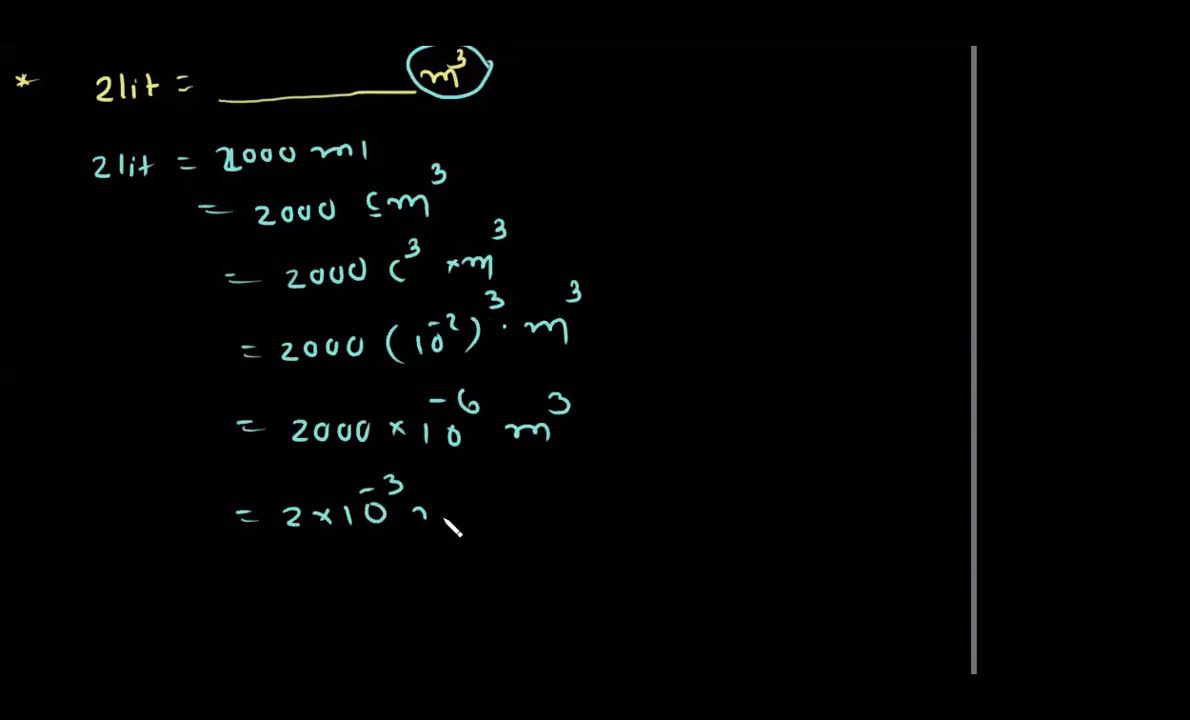 * 2lit = ________ m³
2lit = 2000 ml
= 2000 cm³
= 2000 c³ × m³
= 2000 (10⁻²)³ · m³
= 2000 × 10⁻⁶ m³
= 2 × 10⁻³